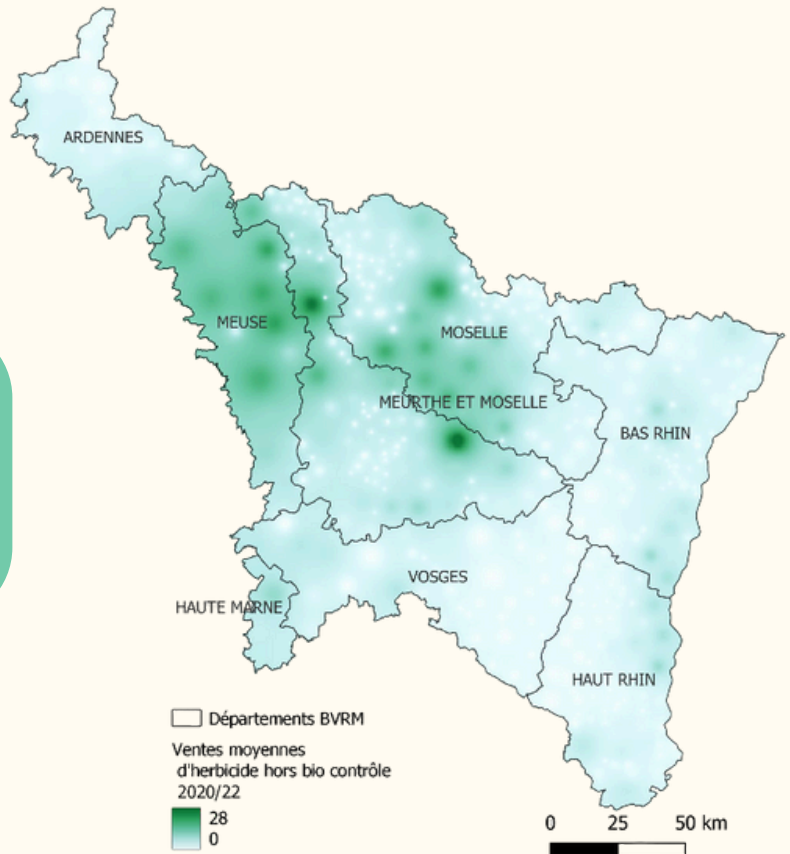 ARDENNES
MEUSE
MOSELLE
MEURTHE ET MOSELLE
BAS RHIN
VOSGES
HAUTE MARNE
HAUT RHIN
Départements BVRM
Ventes moyennes
d'herbicide hors bio contrôle
2020/22
28
0
0 25 50 km